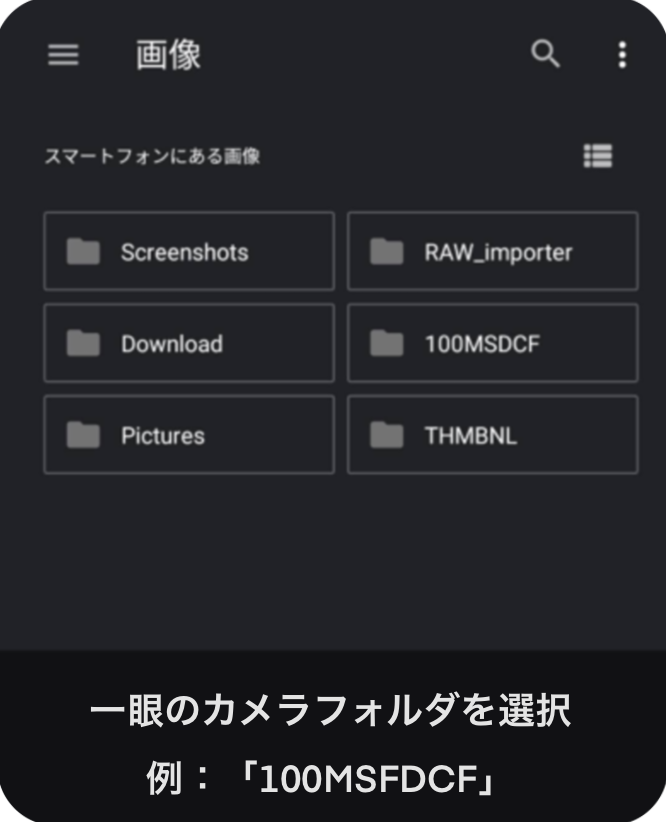 画像
スマートフォンにある画像
Screenshots
RAW_importer
Download
100MSDCF
Pictures
THMBNL
一眼のカメラフォルダを選択
例：「100MSFDCF」